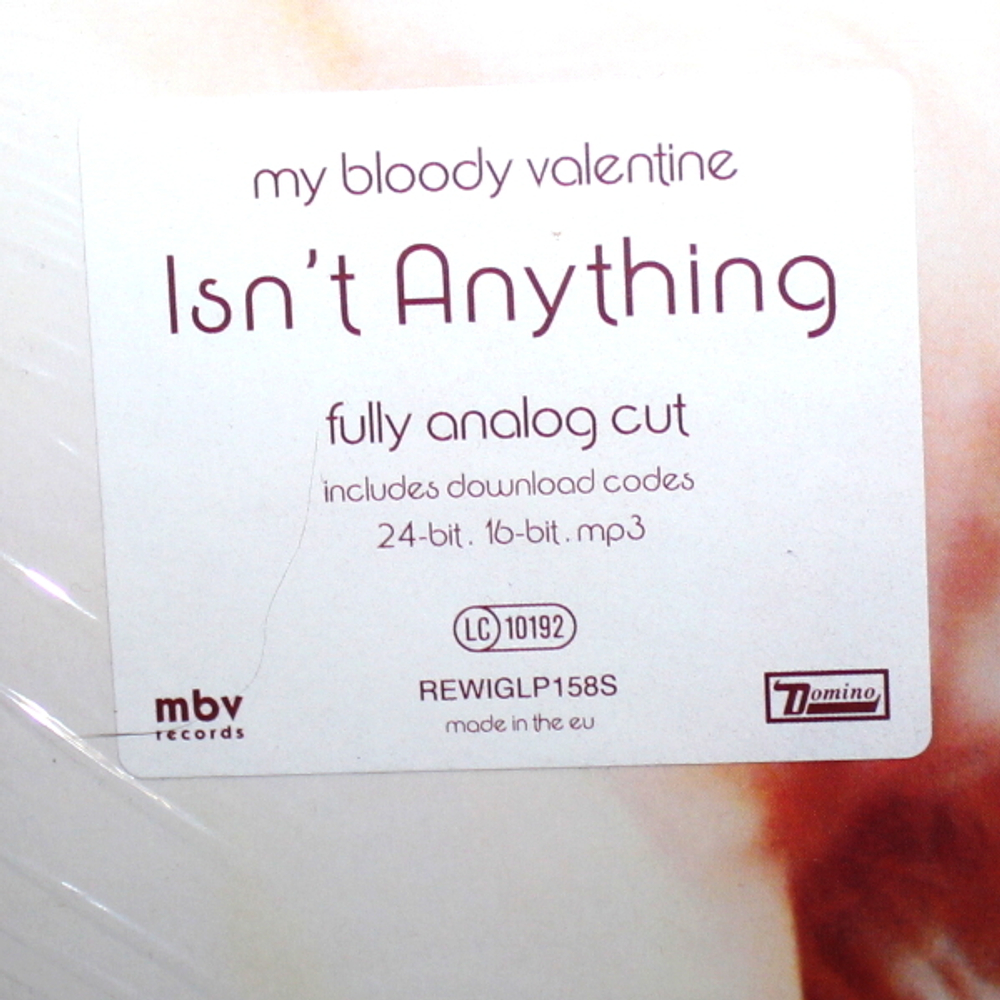 my bloody valentine
Isn't Anything
fully analog cut
includes download codes
24-bit. 16-bit. mp3
LC 10192
REWIGLP158S
made in the eu
mbv
records
Domino